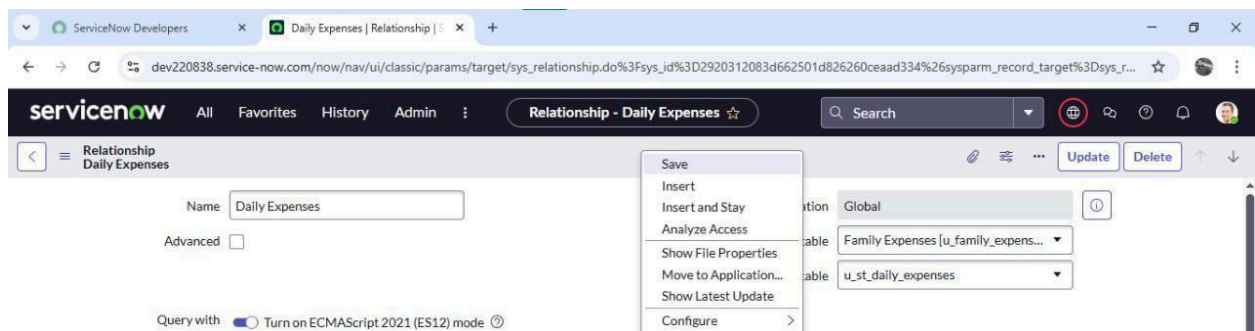 ServiceNow Developers
Daily Expenses | Relationship | S
dev220838.service-now.com/now/nav/ui/classic/params/target/sys_relationship.do%3Fsys_id%3D2920312083d662501d826260ceaad334%26sysparm_record_target%3Dsys_r...
servicenow All Favorites History Admin Relationship - Daily Expenses Search
Relationship
Daily Expenses
Update Delete
Save
Insert
Name Daily Expenses Insert and Stay ation Global
Analyze Access
Advanced able Family Expenses [u_family_expens...
Show File Properties
Move to Application... able u_st_daily_expenses
Show Latest Update
Query with Turn on ECMAScript 2021 (ES12) mode Configure